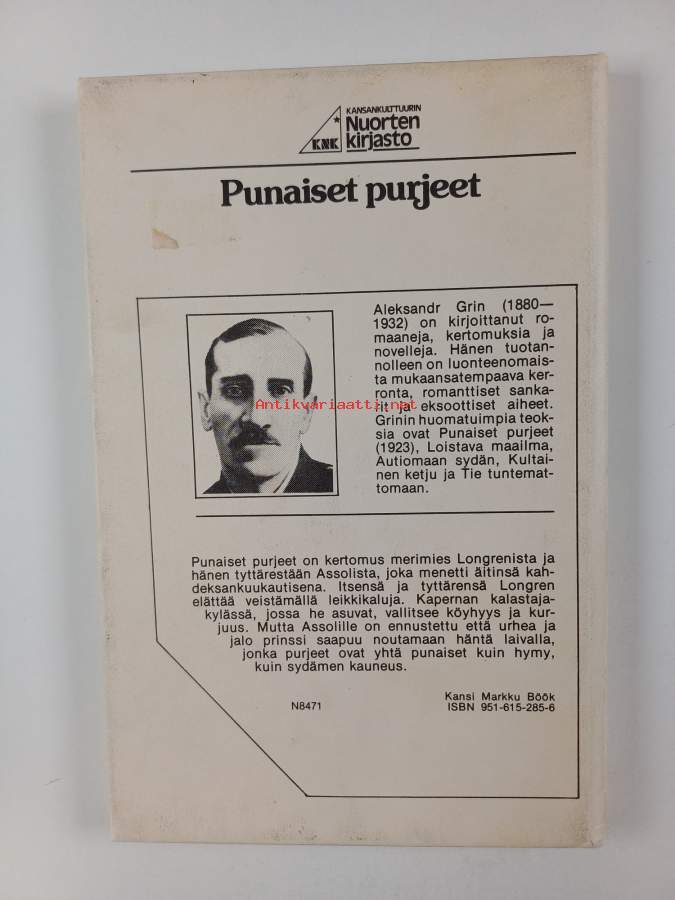 KANSANKULTTUURIN
Nuorten
KNK kirjasto
Punaiset purjeet
Aleksandr Grin (1880—
1932) on kirjoittanut ro-
maaneja, kertomuksia ja
novelleja. Hänen tuotan-
nolleen on luonteenomais-
ta mukaansatempaava ker-
ronta, romanttiset sanka-
rit ja eksoottiset aiheet.
Grinin huomatuimpia teok-
sia ovat Punaiset purjeet
(1923), Loistava maailma,
Autiomaan sydän, Kultai-
nen ketju ja Tie tuntemat-
tomaan.
Antikvariaatti.net
Punaiset purjeet on kertomus merimies Longrenista ja
hänen tyttärestään Assolista, joka menetti äitinsä kah-
deksankuukautisena. Itsensä ja tyttärensä Longren
elättää veistämällä leikkikaluja. Kapernan kalastaja-
kylässä, jossa he asuvat, vallitsee köyhyys ja kur-
juus. Mutta Assolille on ennustettu että urhea ja
jalo prinssi saapuu noutamaan häntä laivalla,
jonka purjeet ovat yhtä punaiset kuin hymy,
kuin sydämen kauneus.
Kansi Markku Böök
N8471 ISBN 951-615-285-6